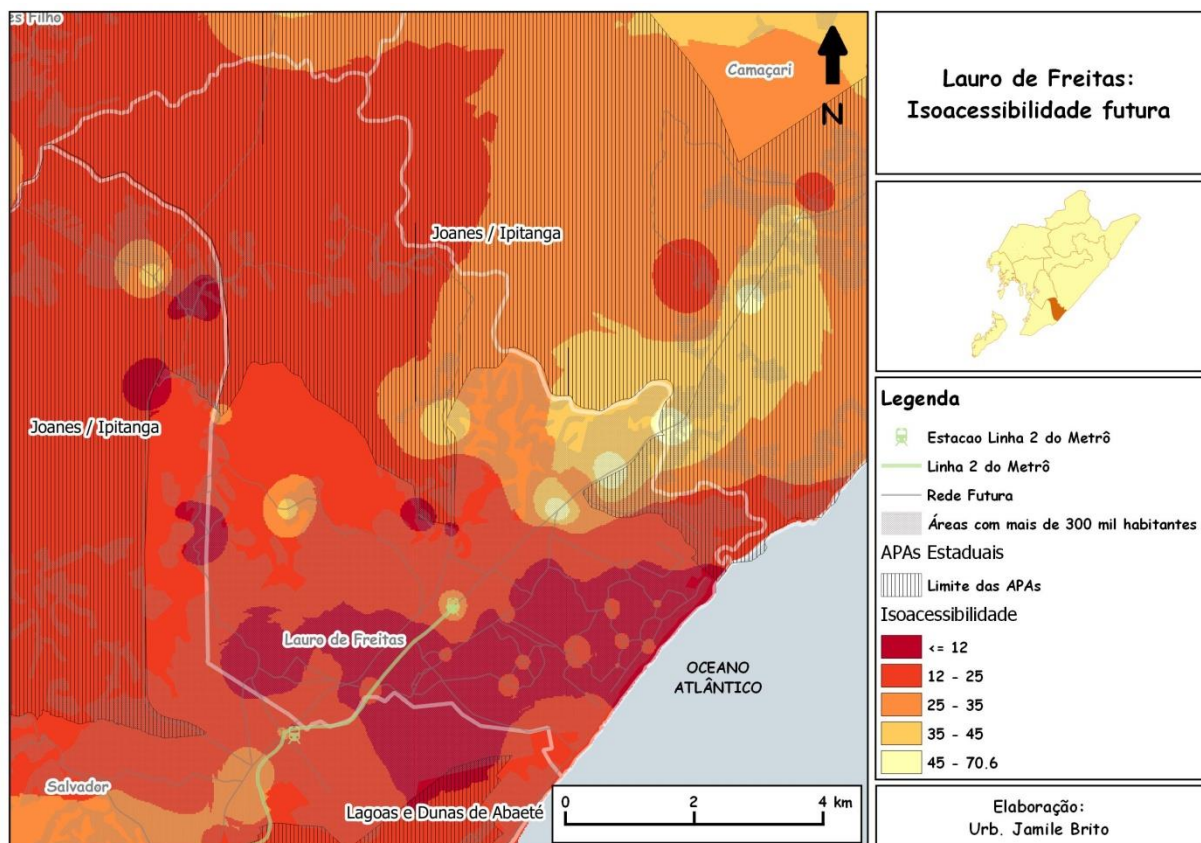 es Filho
Camaçari
N
Joanes / Ipitanga
Joanes / Ipitanga
Lauro de Freitas
OCEANO
ATLÂNTICO
Salvador
Lagoas e Dunas de Abaeté
0 2 4 km
Lauro de Freitas:
Isoacessibilidade futura
Legenda
Estacao Linha 2 do Metrô
Linha 2 do Metrô
Rede Futura
Áreas com mais de 300 mil habitantes
APAs Estaduais
Limite das APAs
Isoacessibilidade
<= 12
12 - 25
25 - 35
35 - 45
45 - 70.6
Elaboração:
Urb. Jamile Brito